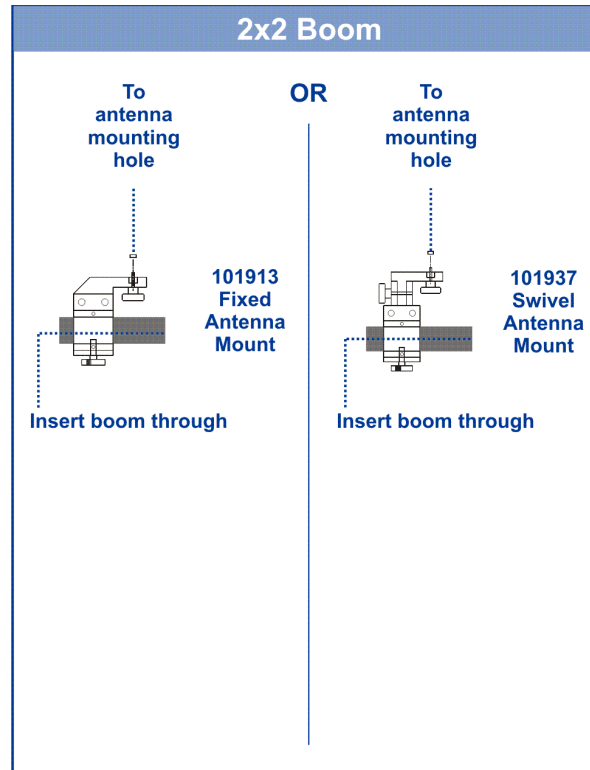 2x2 Boom
OR
To
antenna
mounting
hole
101913
Fixed
Antenna
Mount
Insert boom through
To
antenna
mounting
hole
101937
Swivel
Antenna
Mount
Insert boom through